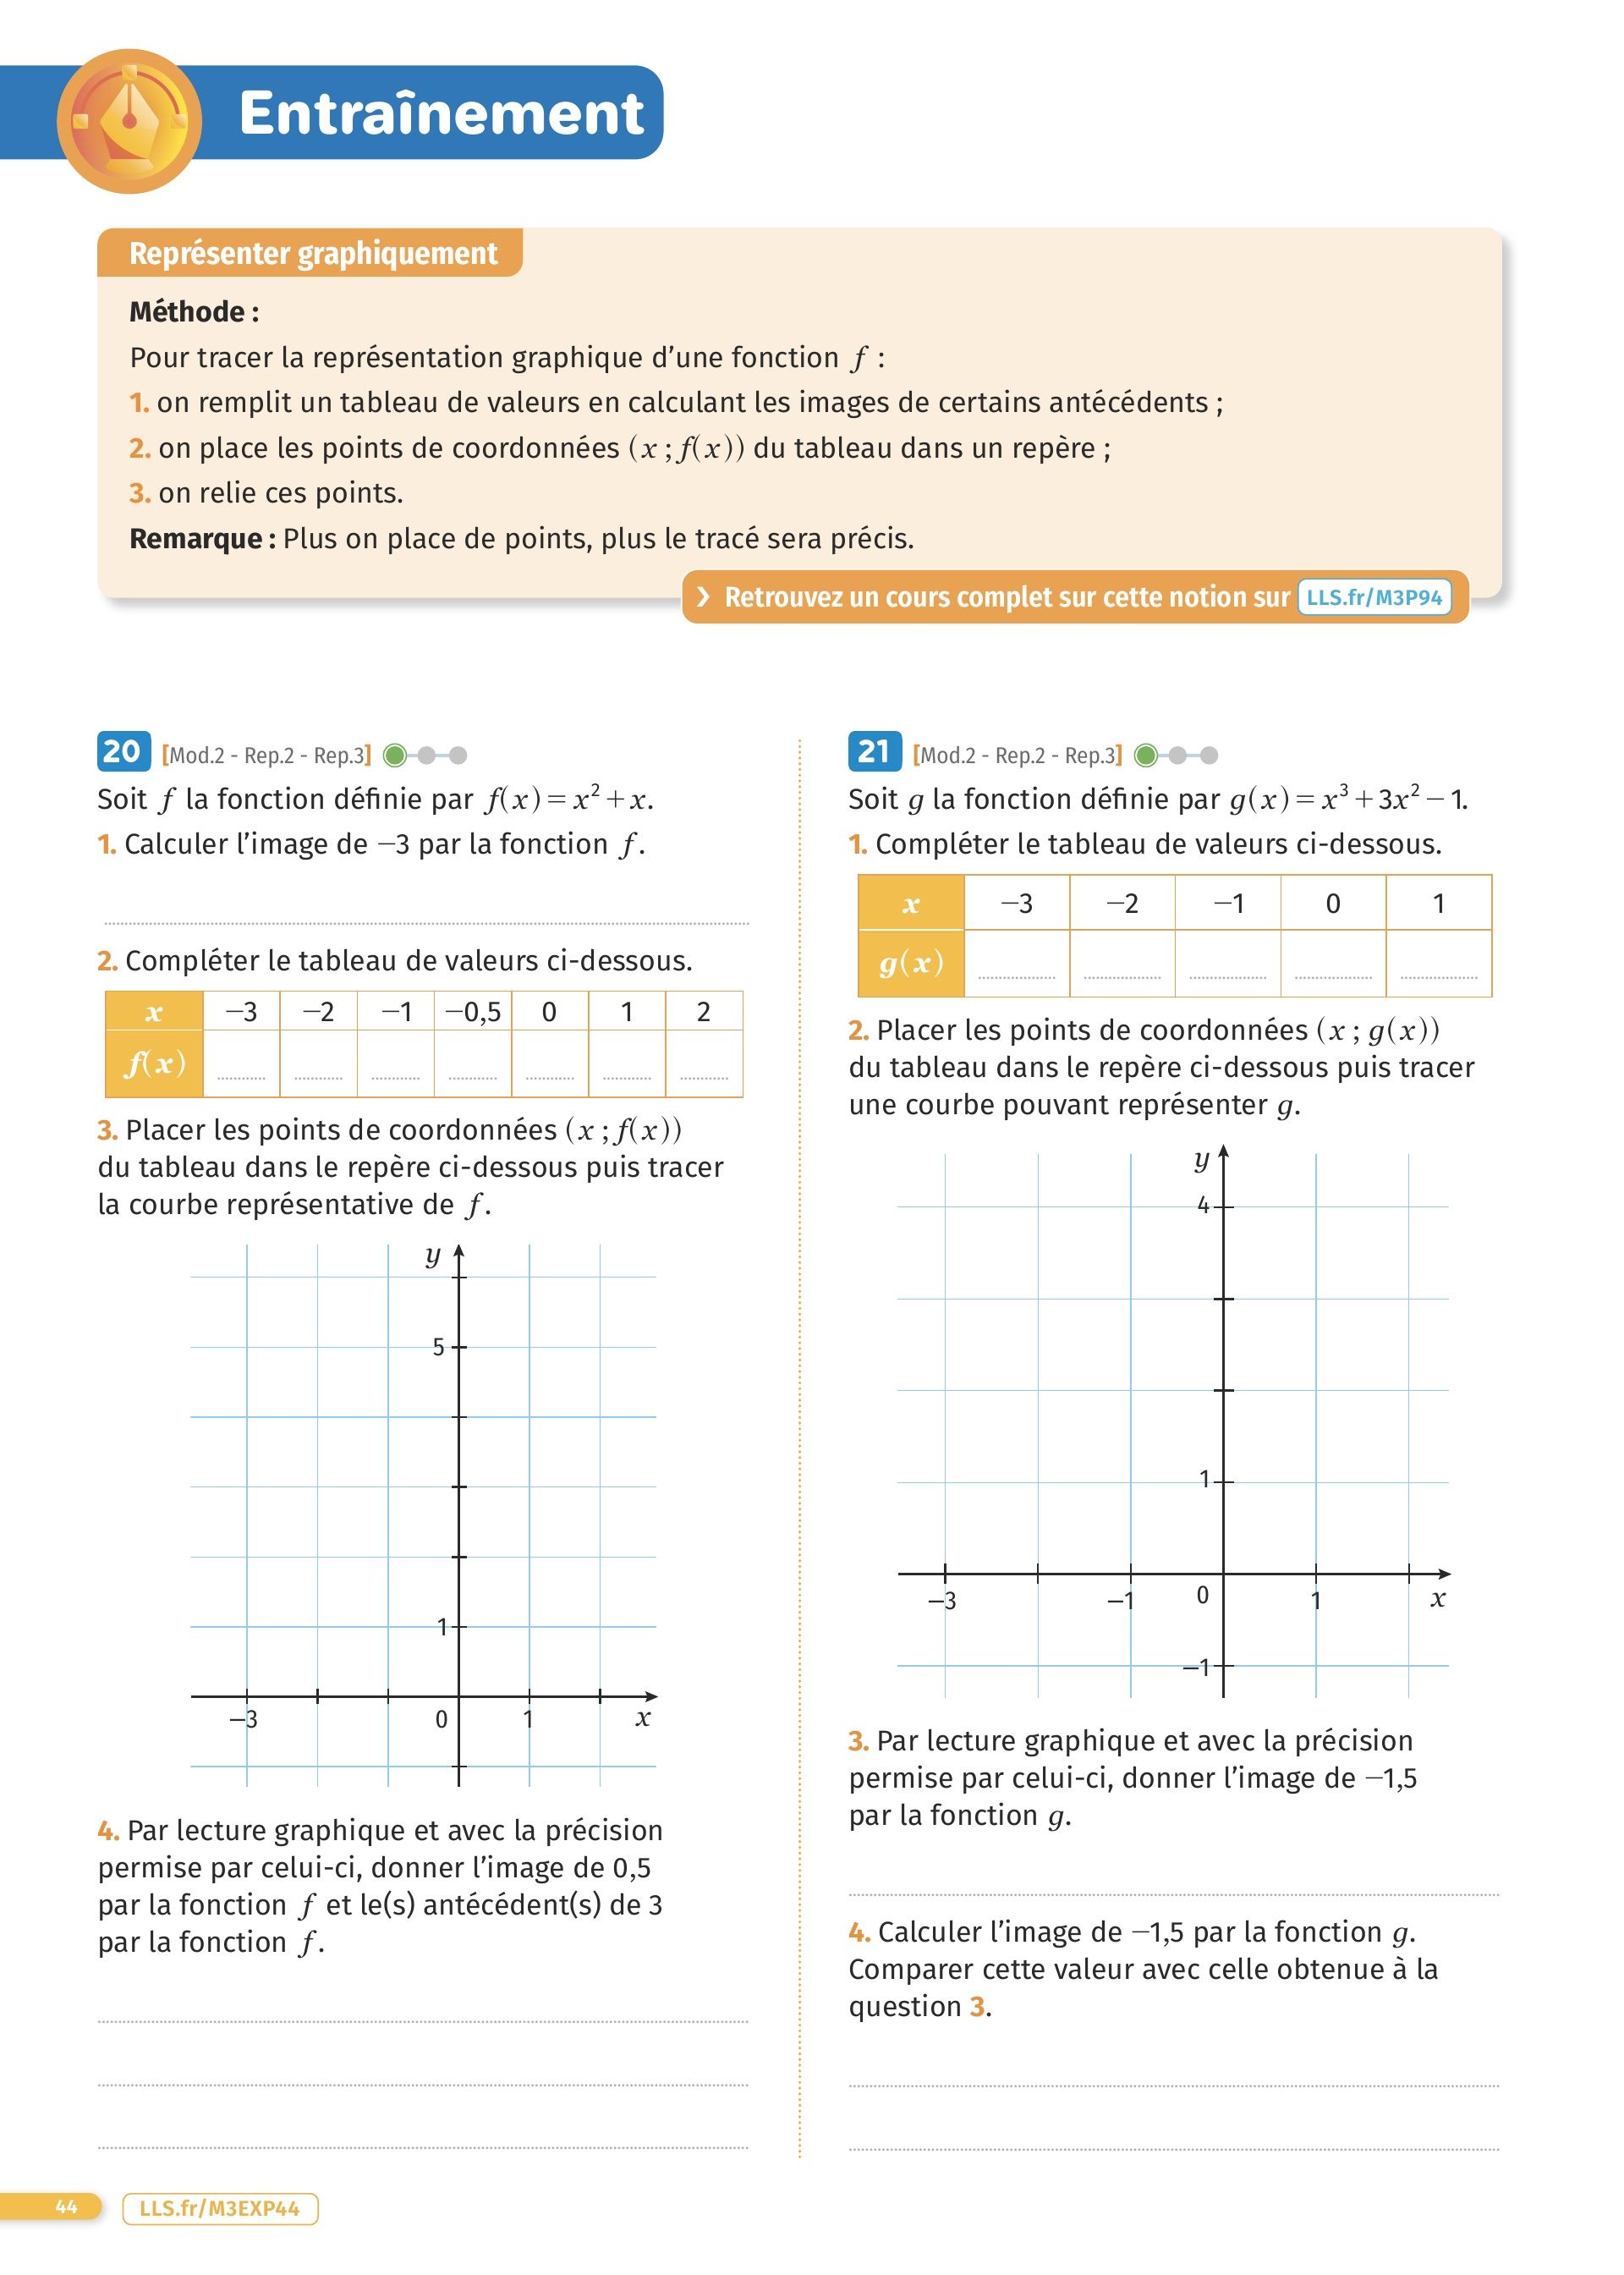 Entraînement
Représenter graphiquement
Méthode :
Pour tracer la représentation graphique d’une fonction f :
1. on remplit un tableau de valeurs en calculant les images de certains antécédents ;
2. on place les points de coordonnées (x ; f(x)) du tableau dans un repère ;
3. on relie ces points.
Remarque : Plus on place de points, plus le tracé sera précis.
❯ Retrouvez un cours complet sur cette notion sur LLS.fr/M3P94
20 [Mod.2 - Rep.2 - Rep.3]
Soit f la fonction définie par f(x) = x² + x.
1. Calculer l’image de −3 par la fonction f.
2. Compléter le tableau de valeurs ci-dessous.
x −3 −2 −1 −0,5 0 1 2
f(x)
3. Placer les points de coordonnées (x ; f(x))
du tableau dans le repère ci-dessous puis tracer
la courbe représentative de f.
y
5
1
−3 0 1 x
4. Par lecture graphique et avec la précision
permise par celui-ci, donner l’image de 0,5
par la fonction f et le(s) antécédent(s) de 3
par la fonction f.
21 [Mod.2 - Rep.2 - Rep.3]
Soit g la fonction définie par g(x) = x³ + 3x² − 1.
1. Compléter le tableau de valeurs ci-dessous.
x −3 −2 −1 0 1
g(x)
2. Placer les points de coordonnées (x ; g(x))
du tableau dans le repère ci-dessous puis tracer
une courbe pouvant représenter g.
y
4
1
−3 −1 0 1 x
−1
3. Par lecture graphique et avec la précision
permise par celui-ci, donner l’image de −1,5
par la fonction g.
4. Calculer l’image de −1,5 par la fonction g.
Comparer cette valeur avec celle obtenue à la
question 3.
44 LLS.fr/M3EXP44